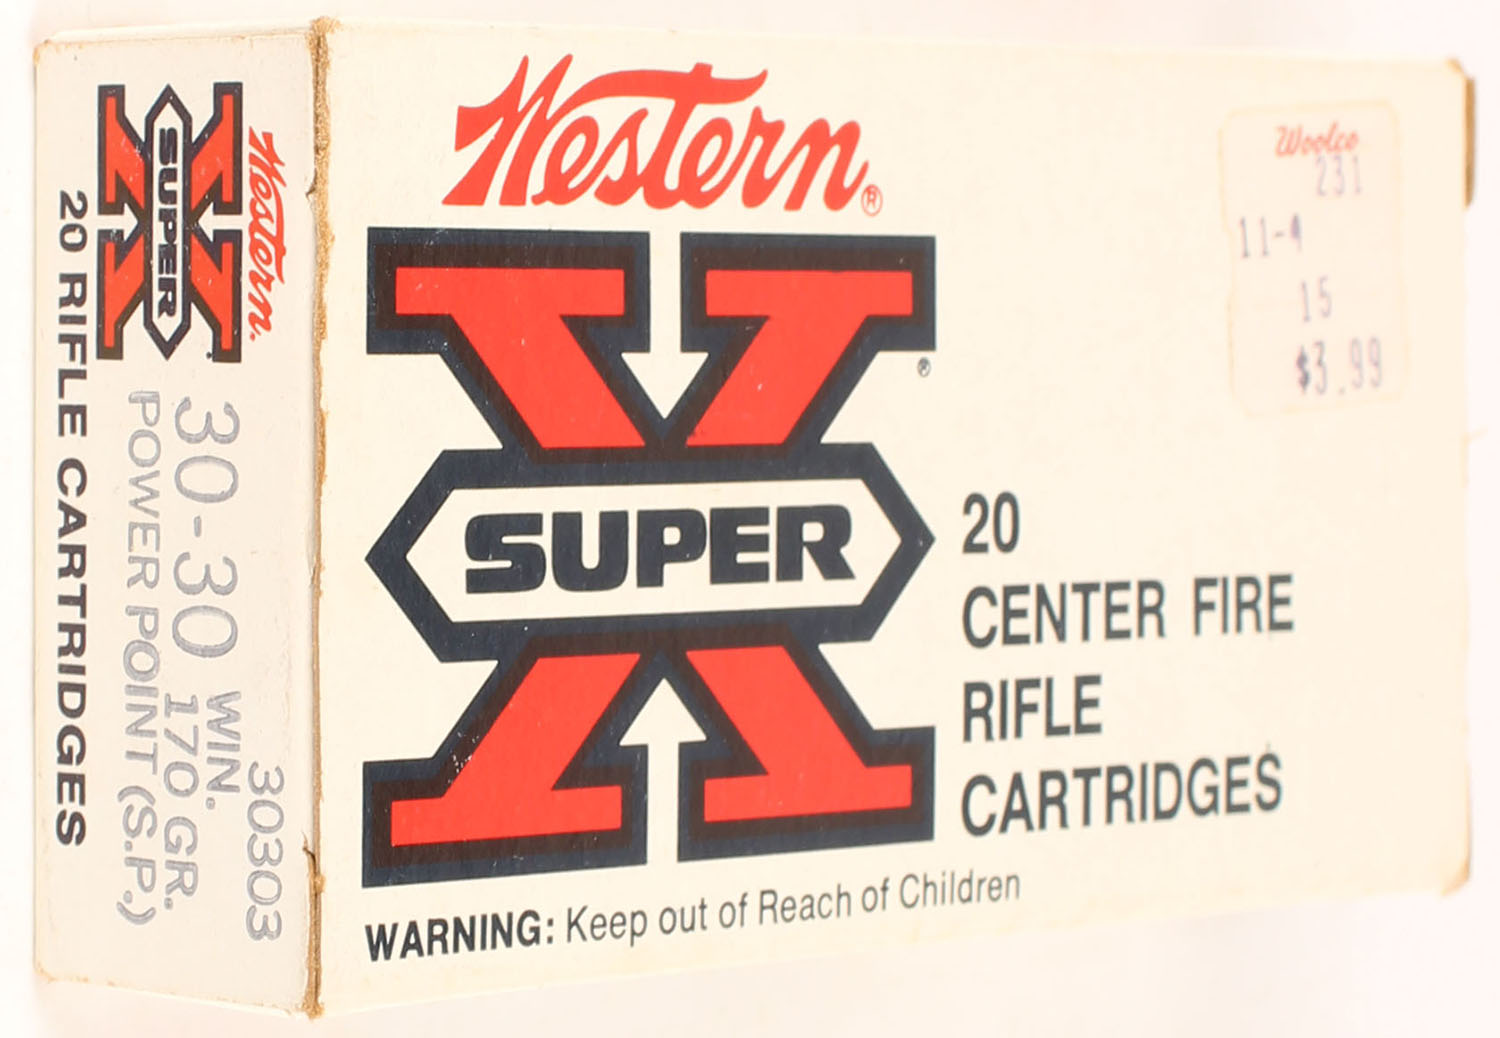 Western®
SUPER
®
20
CENTER FIRE
RIFLE
CARTRIDGES
WARNING: Keep out of Reach of Children
Woolco
231
11-4
15
$3.99
Western.
SUPER
30303
30-30 WIN.
170 GR.
POWER POINT (S.P.)
20 RIFLE CARTRIDGES